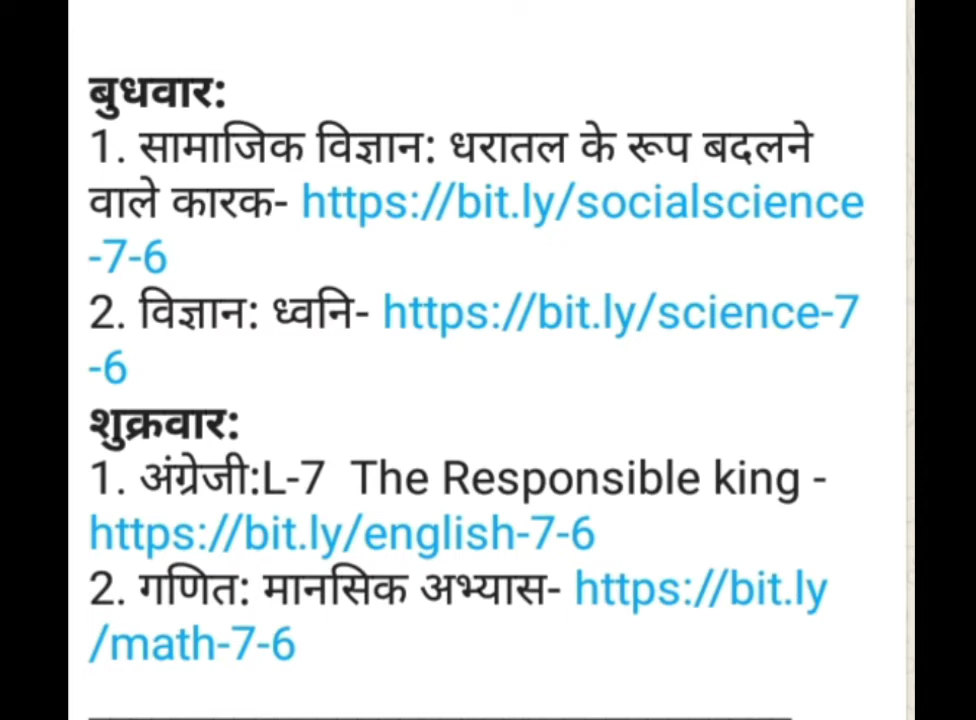 बुधवार:
1. सामाजिक विज्ञान: धरातल के रूप बदलने
वाले कारक- https://bit.ly/socialscience
-7-6
2. विज्ञान: ध्वनि- https://bit.ly/science-7
-6
शुक्रवार:
1. अंग्रेजी:L-7 The Responsible king -
https://bit.ly/english-7-6
2. गणित: मानसिक अभ्यास- https://bit.ly
/math-7-6